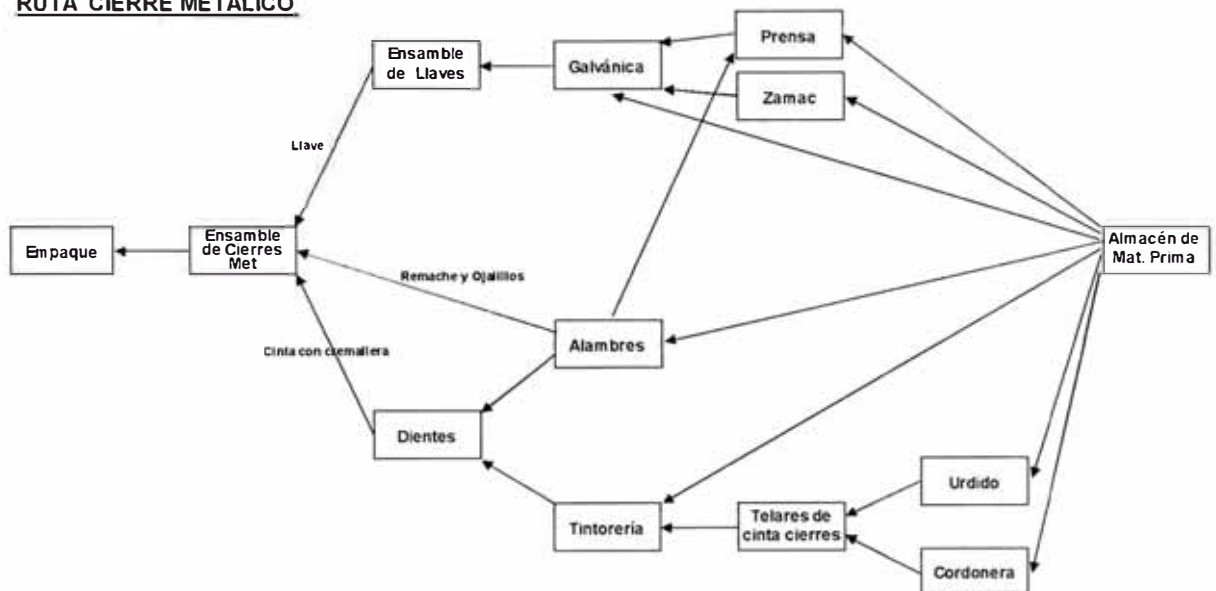 RUTA CIERRE METALICO
Prensa
Ensamble
de Llaves
Galvánica
Zamac
Llave
Empaque
Ensamble
de Cierres
Met
Almacén de
Mat. Prima
Remache y Ojalillos
Alambres
Cinta con cremallera
Dientes
Urdido
Tintorería
Telares de
cinta cierres
Cordonera